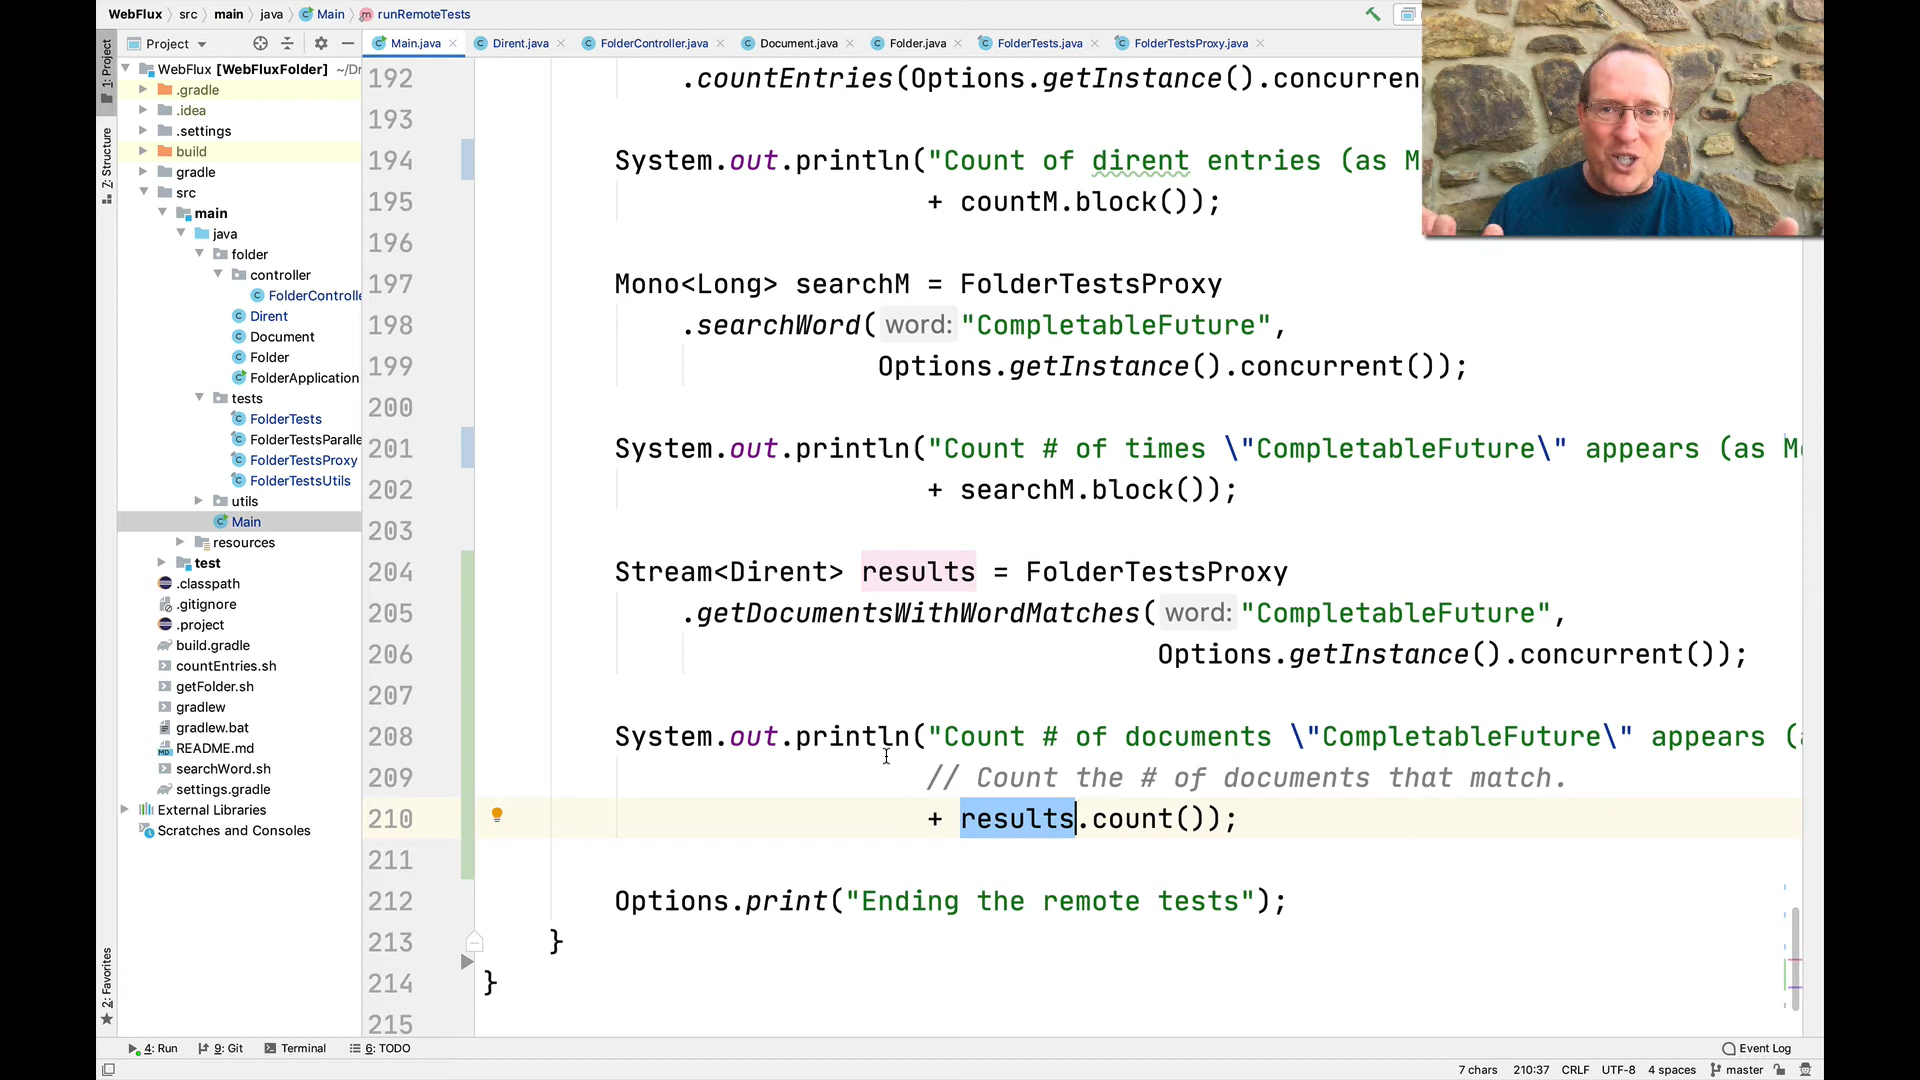 WebFlux src main java Main runRemoteTests
Project
Main.java Dirent.java FolderController.java Document.java Folder.java FolderTests.java FolderTestsProxy.java
1: Project
Z: Structure
2: Favorites
WebFlux [WebFluxFolder] ~/Dr
.gradle
.idea
.settings
build
gradle
src
main
java
folder
controller
FolderControlle
Dirent
Document
Folder
FolderApplication
tests
FolderTests
FolderTestsParalle
FolderTestsProxy
FolderTestsUtils
utils
Main
resources
test
.classpath
.gitignore
.project
build.gradle
countEntries.sh
getFolder.sh
gradlew
gradlew.bat
README.md
searchWord.sh
settings.gradle
External Libraries
Scratches and Consoles
192 .countEntries(Options.getInstance().concurren
193
194 System.out.println("Count of dirent entries (as M
195 + countM.block());
196
197 Mono<Long> searchM = FolderTestsProxy
198 .searchWord( word: "CompletableFuture",
199 Options.getInstance().concurrent());
200
201 System.out.println("Count # of times \"CompletableFuture\" appears (as Mo
202 + searchM.block());
203
204 Stream<Dirent> results = FolderTestsProxy
205 .getDocumentsWithWordMatches( word: "CompletableFuture",
206 Options.getInstance().concurrent());
207
208 System.out.println("Count # of documents \"CompletableFuture\" appears (a
209 // Count the # of documents that match.
210 + results.count());
211
212 Options.print("Ending the remote tests");
213 }
214 }
215
4: Run 9: Git Terminal 6: TODO Event Log
7 chars 210:37 CRLF UTF-8 4 spaces master